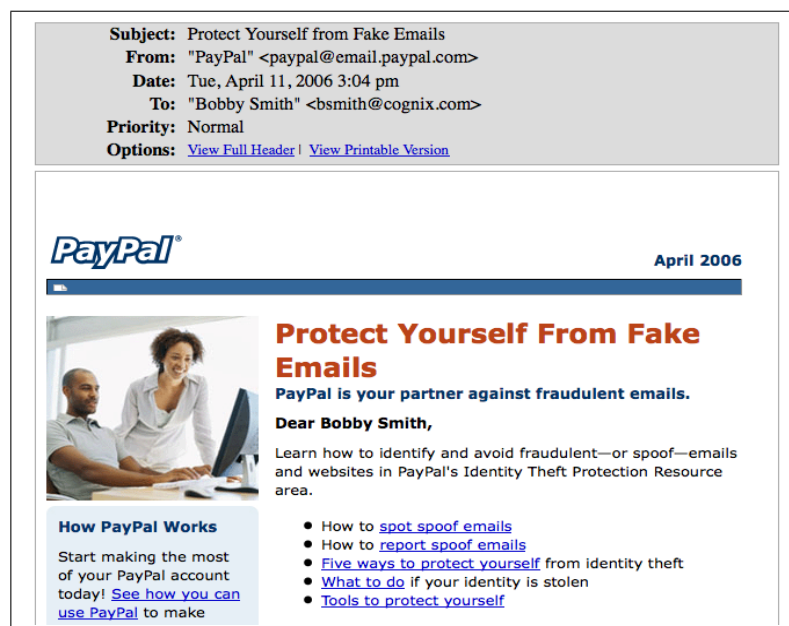 Subject: Protect Yourself from Fake Emails
From: "PayPal" <paypal@email.paypal.com>
Date: Tue, April 11, 2006 3:04 pm
To: "Bobby Smith" <bsmith@cognix.com>
Priority: Normal
Options: View Full Header | View Printable Version
PayPal®
April 2006
Protect Yourself From Fake
Emails
PayPal is your partner against fraudulent emails.
Dear Bobby Smith,
Learn how to identify and avoid fraudulent—or spoof—emails
and websites in PayPal's Identity Theft Protection Resource
area.
• How to spot spoof emails
• How to report spoof emails
• Five ways to protect yourself from identity theft
• What to do if your identity is stolen
• Tools to protect yourself
How PayPal Works
Start making the most
of your PayPal account
today! See how you can
use PayPal to make